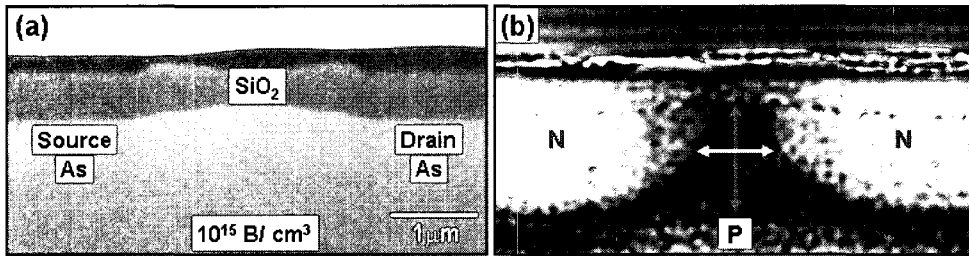 (a)
SiO₂
Source
As
Drain
As
10¹⁵ B/ cm³
1μm
(b)
N
N
P